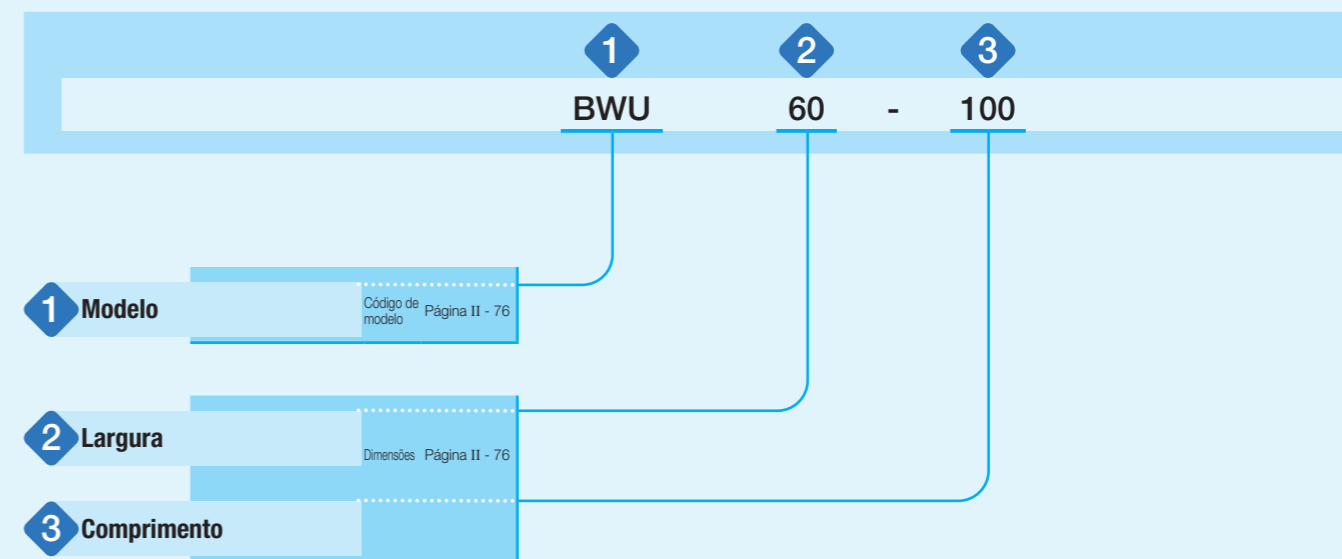 1 2 3
BWU 60 - 100
1 Modelo Código de modelo Página II - 76
2 Largura
Dimensões Página II - 76
3 Comprimento